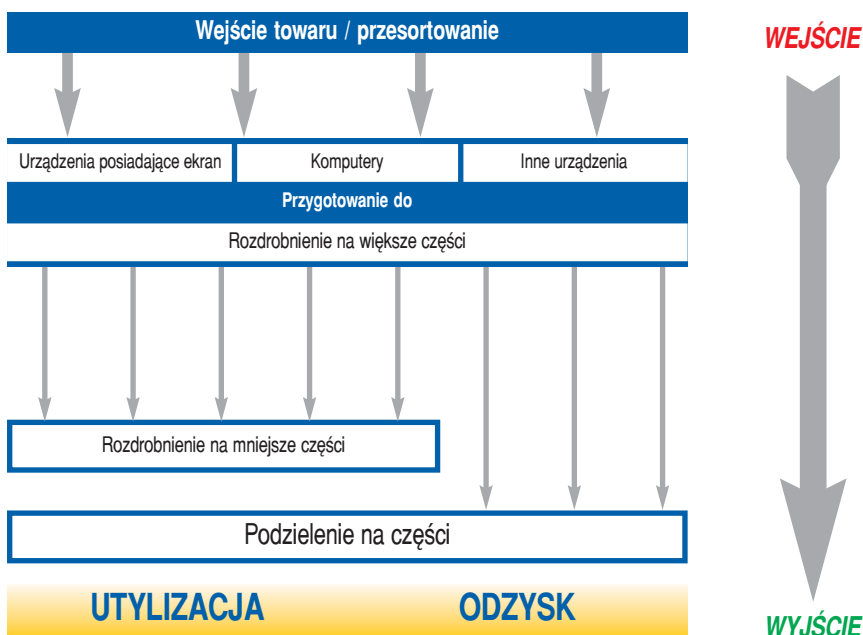 Wejście towaru / przesortowanie
WEJŚCIE
Urządzenia posiadające ekran
Komputery
Inne urządzenia
Przygotowanie do
Rozdrobnienie na większe części
Rozdrobnienie na mniejsze części
Podzielenie na części
UTYLIZACJA
ODZYSK
WYJŚCIE